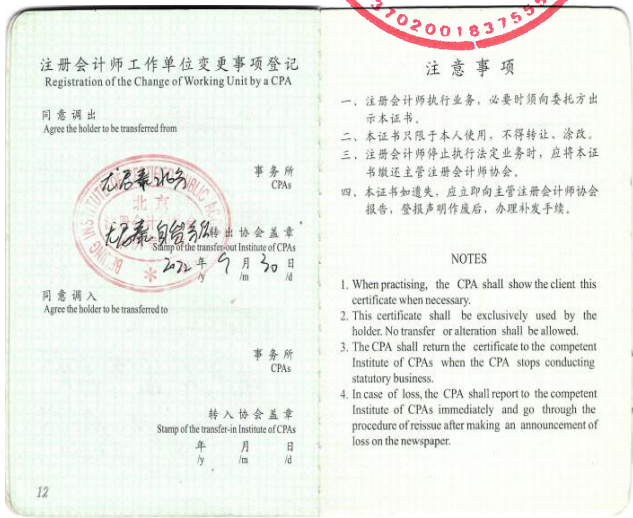 注册会计师工作单位变更事项登记
Registration of the Change of Working Unit by a CPA
同意调出
Agree the holder to be transferred from
事务所
CPAs
北京
转出协会盖章
Stamp of the transfer-out Institute of CPAs
2022 年 9 月 30 日
/y /m /d
同意调入
Agree the holder to be transferred to
事务所
CPAs
转入协会盖章
Stamp of the transfer-in Institute of CPAs
年 月 日
/y /m /d
12
3702001837555
注意事项
一、注册会计师执行业务，必要时须向委托方出
示本证书。
二、本证书只限于本人使用，不得转让、涂改。
三、注册会计师停止执行法定业务时，应将本证
书缴还主管注册会计师协会。
四、本证书如遗失，应立即向主管注册会计师协会
报告，登报声明作废后，办理补发手续。
NOTES
1. When practising, the CPA shall show the client this
certificate when necessary.
2. This certificate shall be exclusively used by the
holder. No transfer or alteration shall be allowed.
3. The CPA shall return the certificate to the competent
Institute of CPAs when the CPA stops conducting
statutory business.
4. In case of loss, the CPA shall report to the competent
Institute of CPAs immediately and go through the
procedure of reissue after making an announcement of
loss on the newspaper.